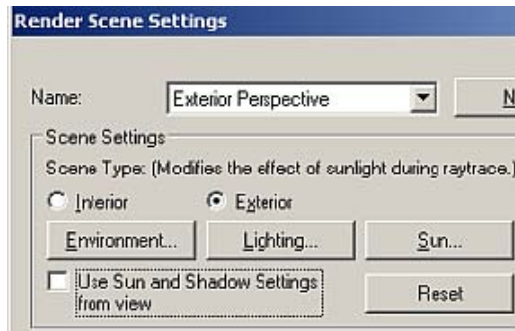 Render Scene Settings
Name: Exterior Perspective N
Scene Settings
Scene Type: (Modifies the effect of sunlight during raytrace.)
Interior Exterior
Environment... Lighting... Sun...
Use Sun and Shadow Settings
from view Reset